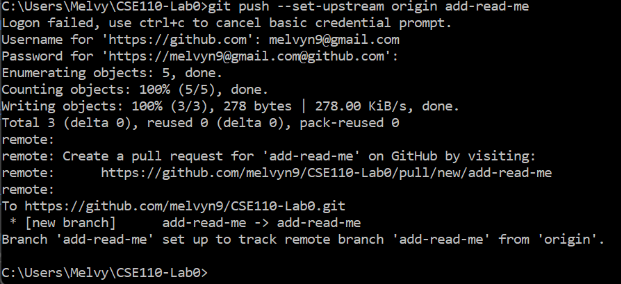 C:\Users\Melvy\CSE110-Lab0>git push --set-upstream origin add-read-me
Logon failed, use ctrl+c to cancel basic credential prompt.
Username for 'https://github.com': melvyn9@gmail.com
Password for 'https://melvyn9@gmail.com@github.com':
Enumerating objects: 5, done.
Counting objects: 100% (5/5), done.
Writing objects: 100% (3/3), 278 bytes | 278.00 KiB/s, done.
Total 3 (delta 0), reused 0 (delta 0), pack-reused 0
remote:
remote: Create a pull request for 'add-read-me' on GitHub by visiting:
remote:      https://github.com/melvyn9/CSE110-Lab0/pull/new/add-read-me
remote:
To https://github.com/melvyn9/CSE110-Lab0.git
 * [new branch]      add-read-me -> add-read-me
Branch 'add-read-me' set up to track remote branch 'add-read-me' from 'origin'.
C:\Users\Melvy\CSE110-Lab0>